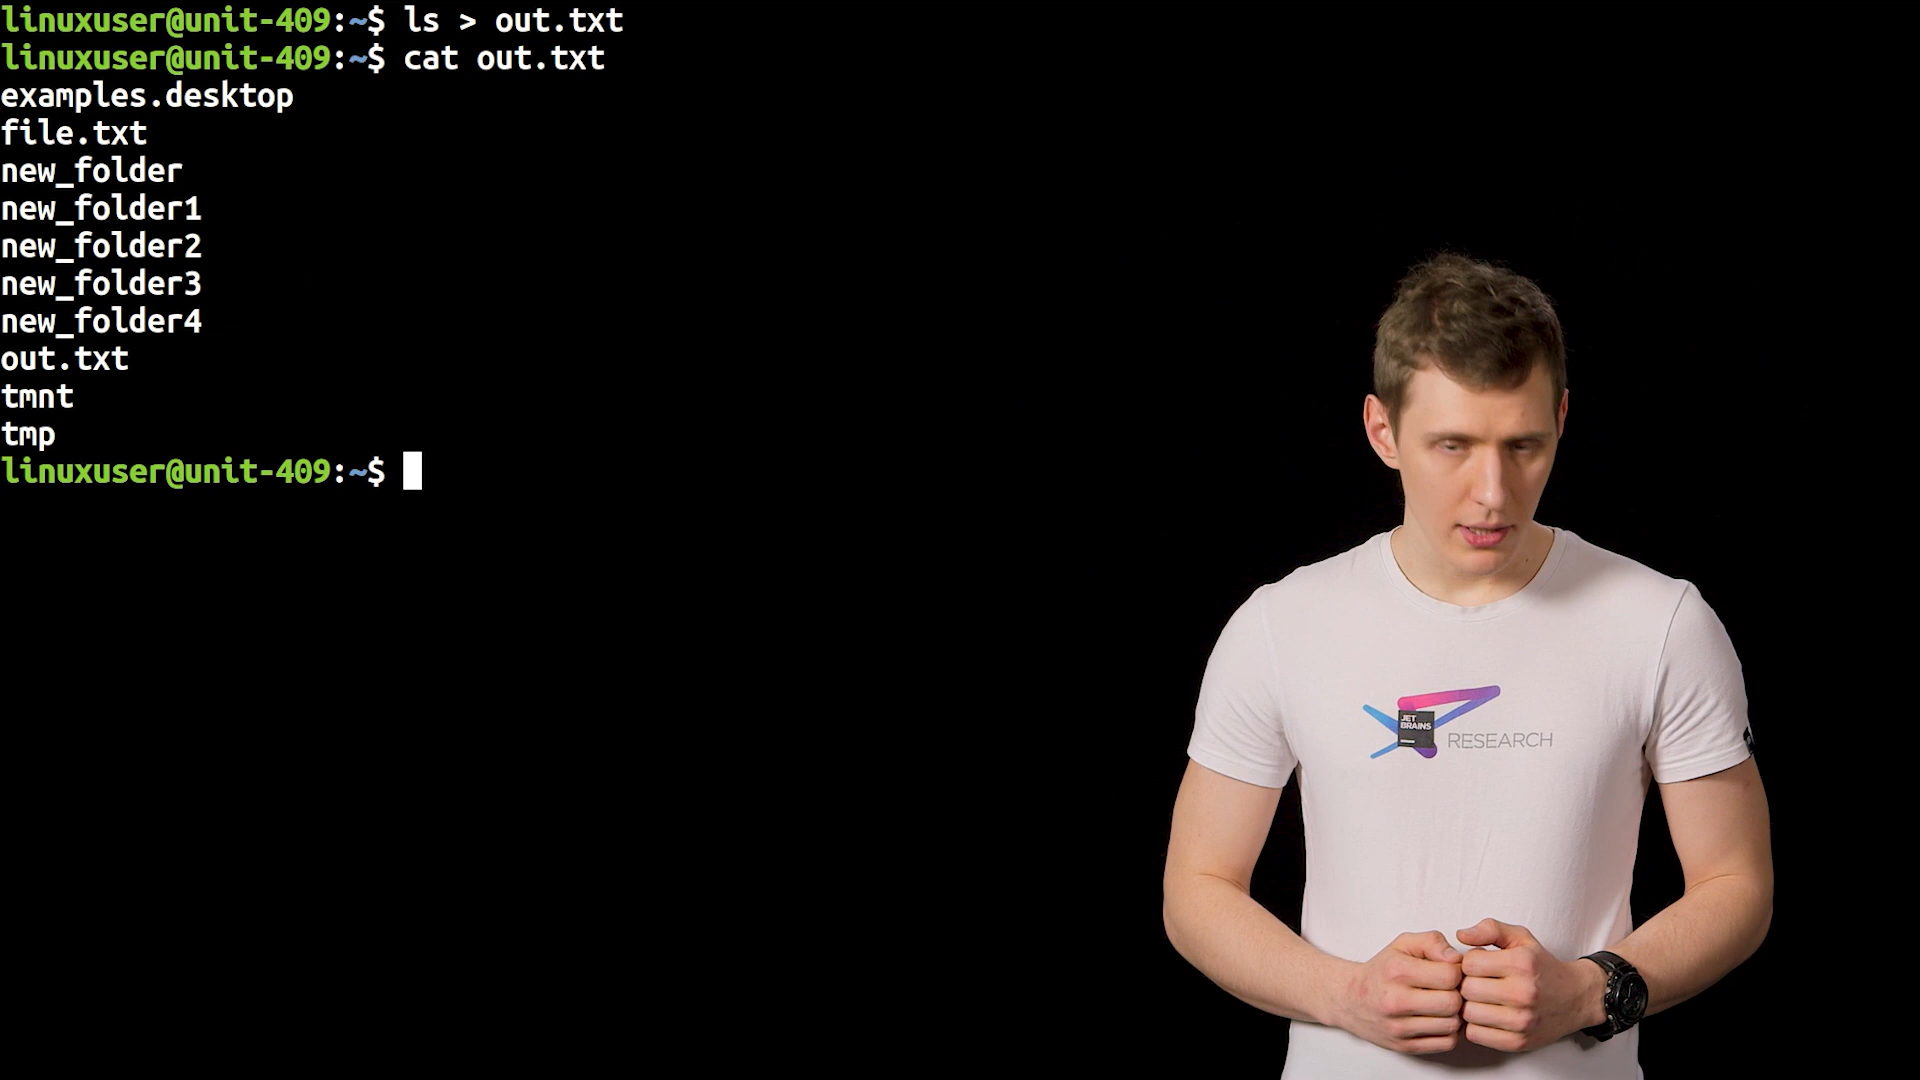 linuxuser@unit-409:~$ ls > out.txt
linuxuser@unit-409:~$ cat out.txt
examples.desktop
file.txt
new_folder
new_folder1
new_folder2
new_folder3
new_folder4
out.txt
tmnt
tmp
linuxuser@unit-409:~$
JET
BRAINS
RESEARCH